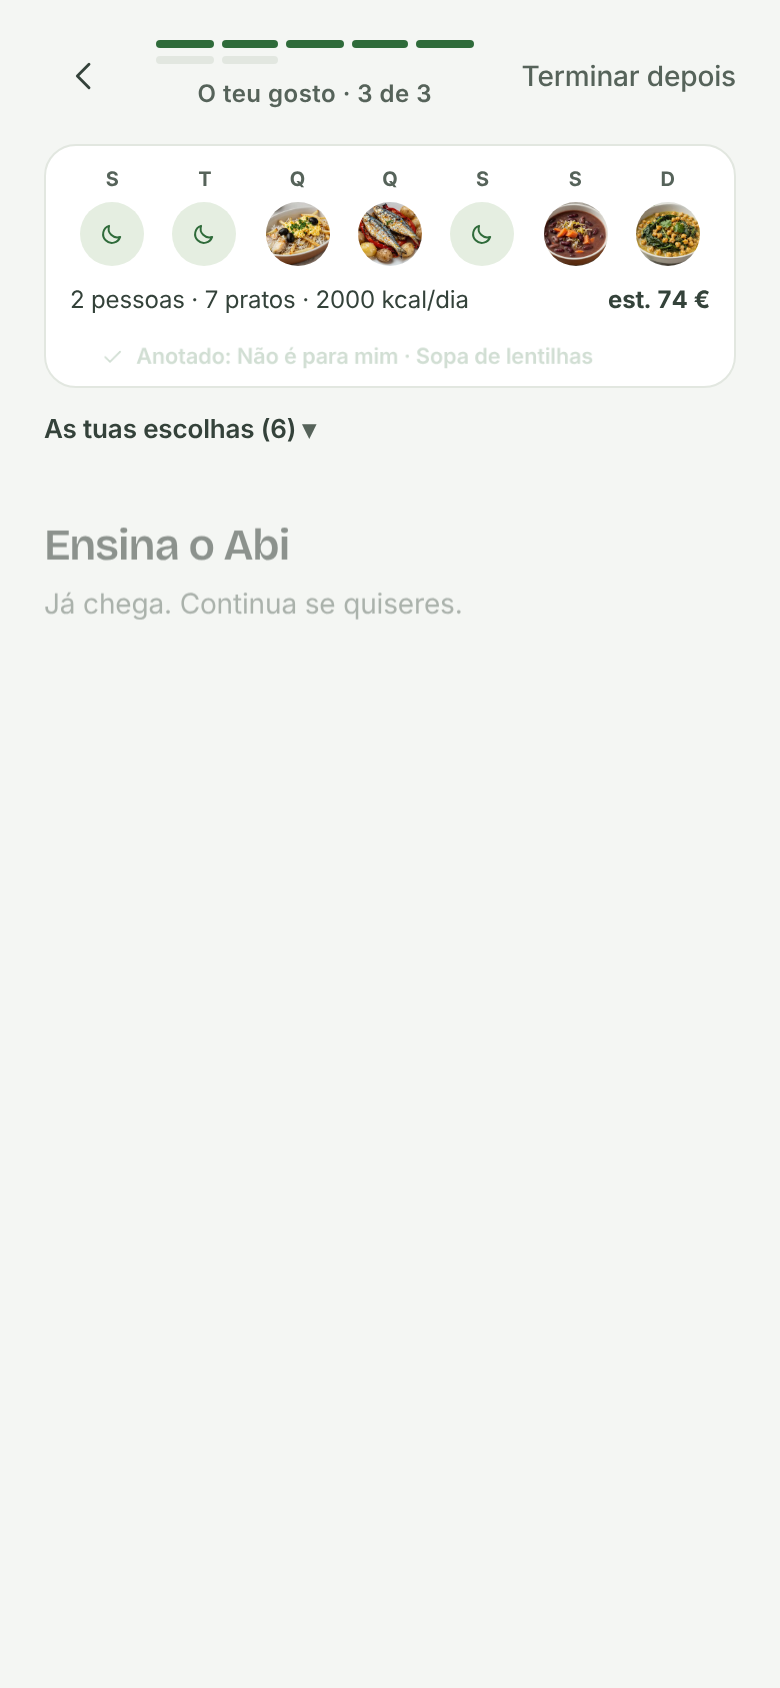 O teu gosto · 3 de 3
Terminar depois
S T Q Q S S D
2 pessoas · 7 pratos · 2000 kcal/dia est. 74 €
Anotado: Não é para mim · Sopa de lentilhas
As tuas escolhas (6) ▾
Ensina o Abi
Já chega. Continua se quiseres.